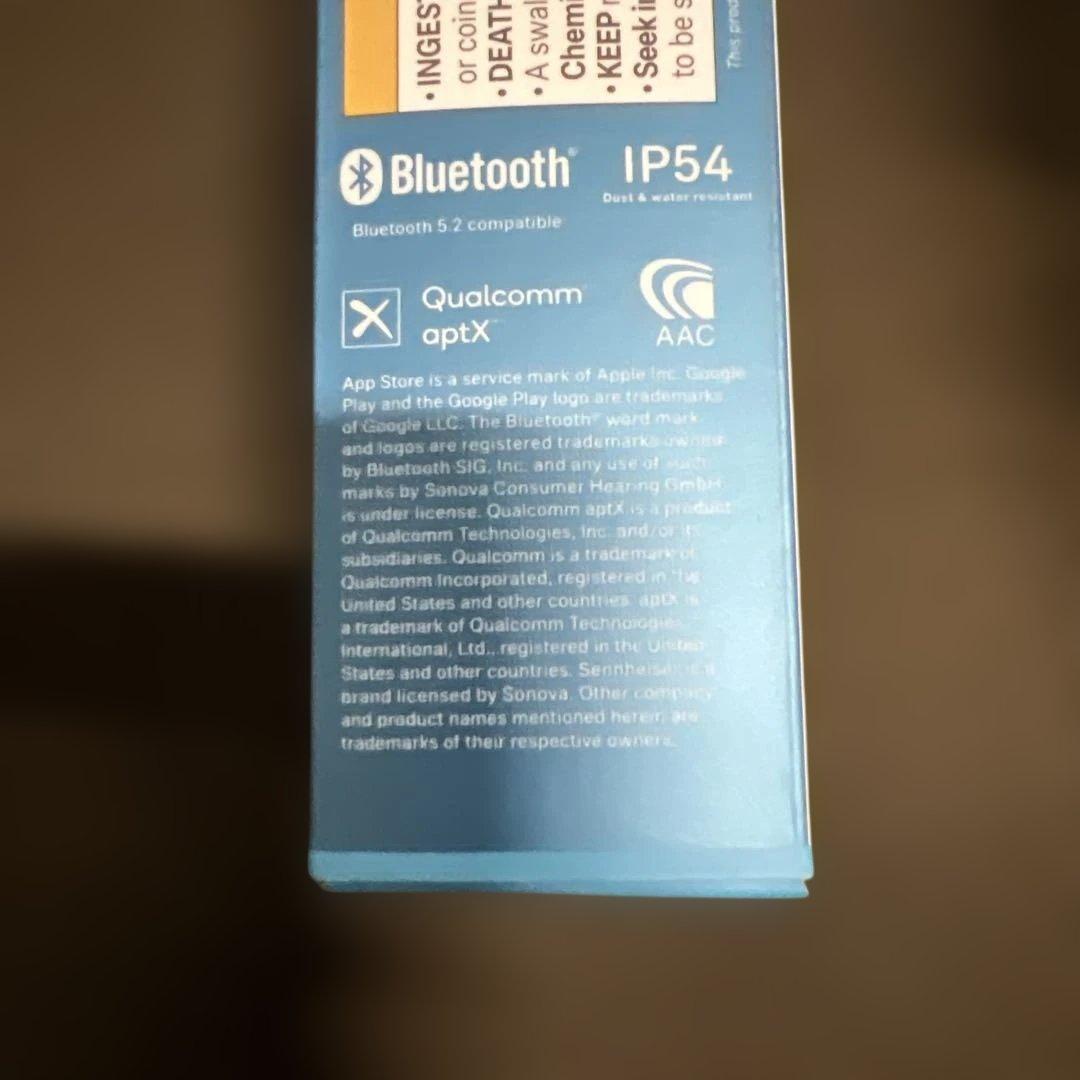 • INGEST
or coin
• DEATH
• A swal
Chemi
• KEEP
• Seek i
to be s
This prod
Bluetooth®
IP54
Dust & water resistant
Bluetooth 5.2 compatible
Qualcomm
aptX
AAC
App Store is a service mark of Apple Inc. Google
Play and the Google Play logo are trademarks
of Google LLC. The Bluetooth® word mark
and logos are registered trademarks owned
by Bluetooth SIG, Inc. and any use of such
marks by Sonova Consumer Hearing GmbH
is under license. Qualcomm aptX is a product
of Qualcomm Technologies, Inc. and/or its
subsidiaries. Qualcomm is a trademark of
Qualcomm Incorporated, registered in the
United States and other countries. aptX is
a trademark of Qualcomm Technologies
International, Ltd., registered in the United
States and other countries. Sennheiser is a
brand licensed by Sonova. Other company
and product names mentioned herein are
trademarks of their respective owners.